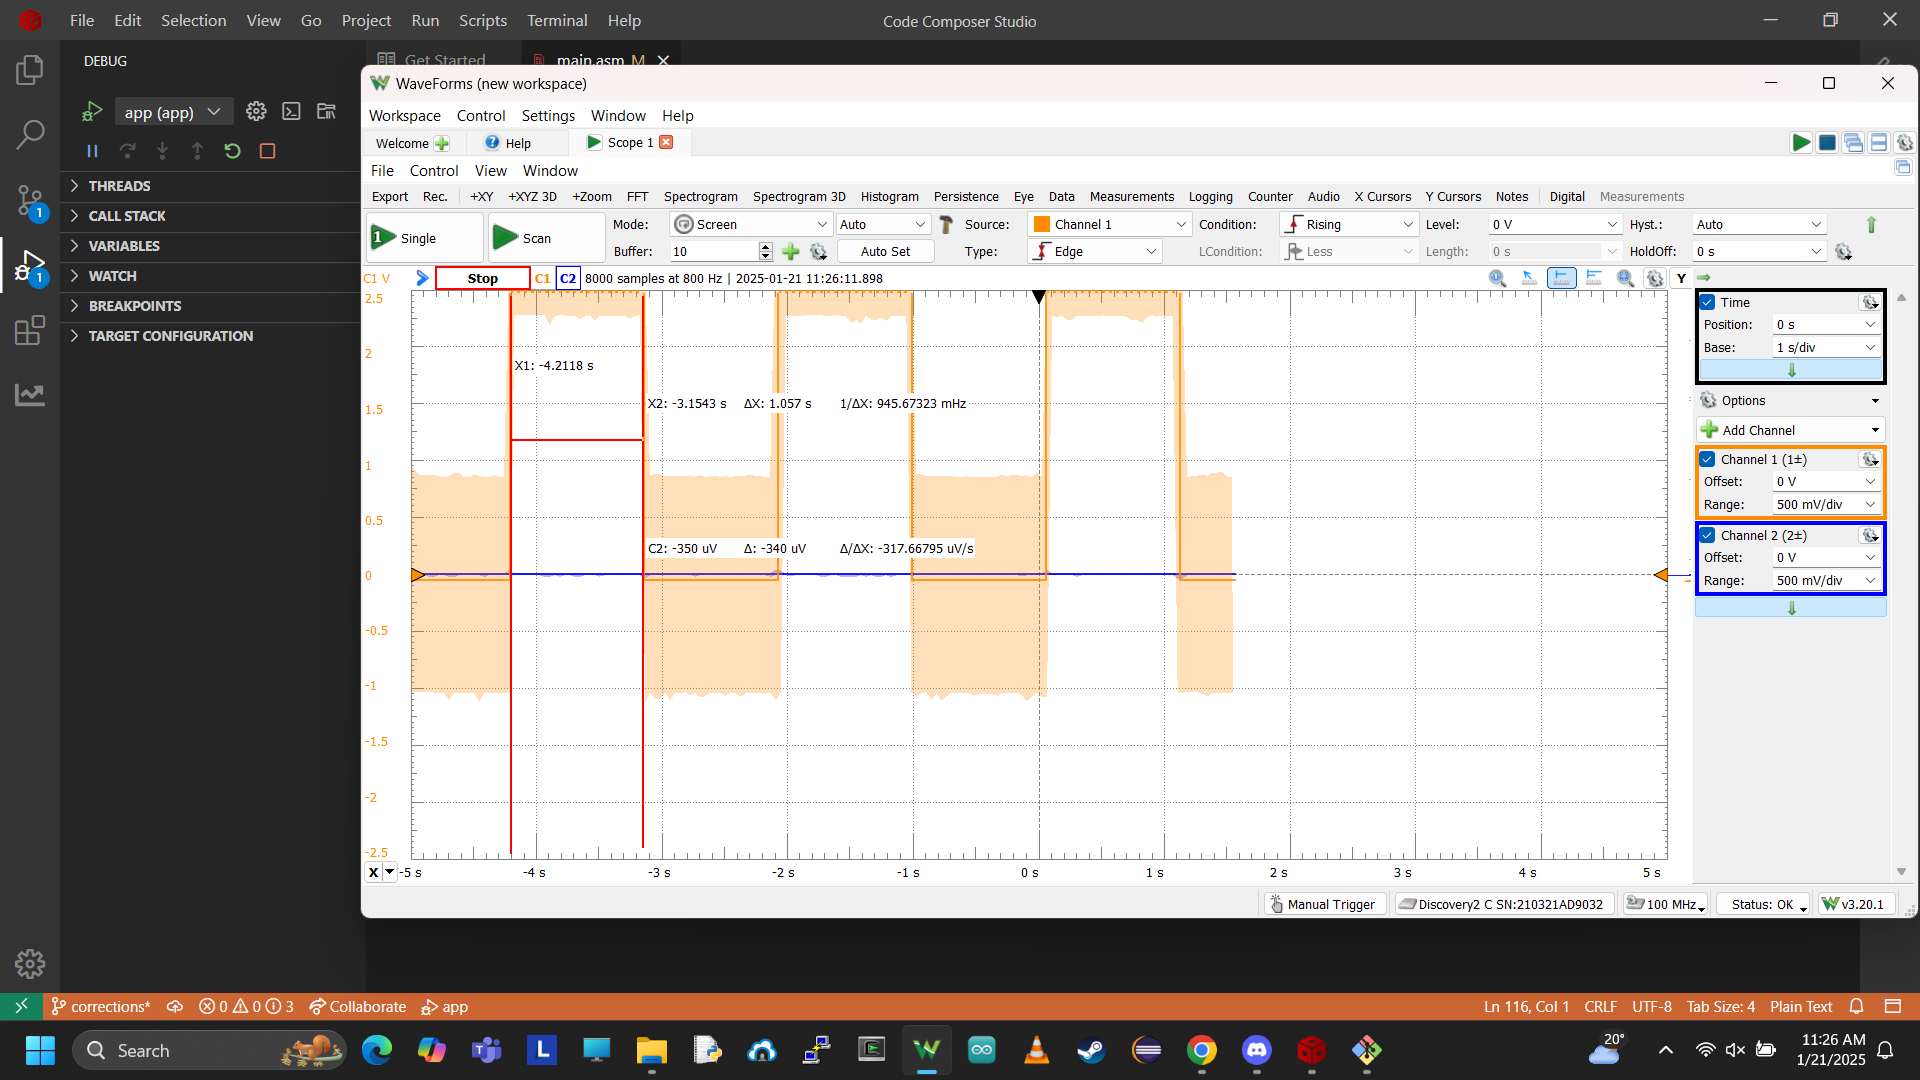 File Edit Selection View Go Project Run Scripts Terminal Help
Code Composer Studio
DEBUG
Get Started
main.asm M
app (app)
THREADS
CALL STACK
VARIABLES
WATCH
BREAKPOINTS
TARGET CONFIGURATION
1
1
WaveForms (new workspace)
Workspace Control Settings Window Help
Welcome Help Scope 1
File Control View Window
Export Rec. +XY +XYZ 3D +Zoom FFT Spectrogram Spectrogram 3D Histogram Persistence Eye Data Measurements Logging Counter Audio X Cursors Y Cursors Notes Digital Measurements
1 Single Scan
Mode: Screen Auto Source: Channel 1 Condition: Rising Level: 0 V Hyst.: Auto
Buffer: 10 Auto Set Type: Edge LCondition: Less Length: 0 s HoldOff: 0 s
C1 V Stop C1 C2 8000 samples at 800 Hz | 2025-01-21 11:26:11.898 Y
2.5
2
1.5
1
0.5
0
-0.5
-1
-1.5
-2
-2.5
X1: -4.2118 s
X2: -3.1543 s ΔX: 1.057 s 1/ΔX: 945.67323 mHz
C2: -350 uV Δ: -340 uV Δ/ΔX: -317.66795 uV/s
X -5 s -4 s -3 s -2 s -1 s 0 s 1 s 2 s 3 s 4 s 5 s
Time
Position: 0 s
Base: 1 s/div
Options
Add Channel
Channel 1 (1±)
Offset: 0 V
Range: 500 mV/div
Channel 2 (2±)
Offset: 0 V
Range: 500 mV/div
Manual Trigger Discovery2 C SN:210321AD9032 100 MHz Status: OK v3.20.1
corrections* 0 0 3 Collaborate app
Ln 116, Col 1 CRLF UTF-8 Tab Size: 4 Plain Text
Search
20°
11:26 AM
1/21/2025